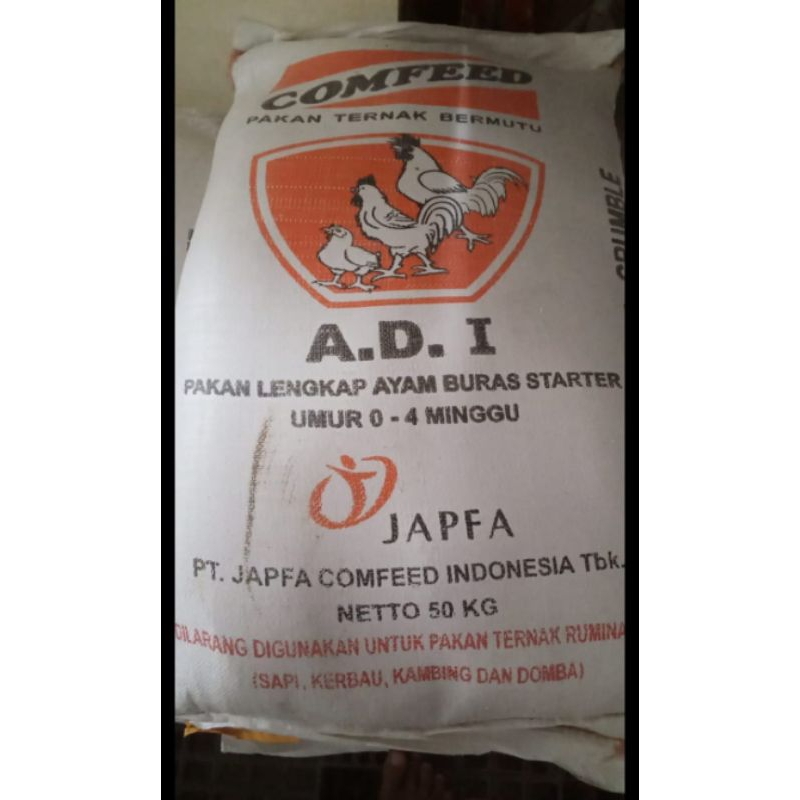 COMFEED
PAKAN TERNAK BERMUTU
CRUMBLE
A.D. I
PAKAN LENGKAP AYAM BURAS STARTER
UMUR 0 - 4 MINGGU
JAPFA
PT. JAPFA COMFEED INDONESIA Tbk.
NETTO 50 KG
DILARANG DIGUNAKAN UNTUK PAKAN TERNAK RUMINA
(SAPI, KERBAU, KAMBING DAN DOMBA)